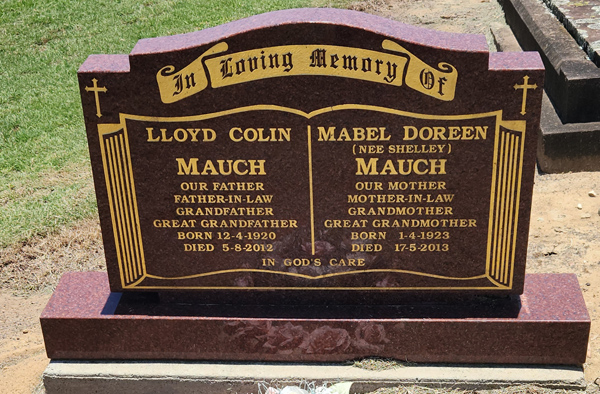 In Loving Memory Of
LLOYD COLIN
MAUCH
OUR FATHER
FATHER-IN-LAW
GRANDFATHER
GREAT GRANDFATHER
BORN 12-4-1920
DIED 5-8-2012
MABEL DOREEN
(NEE SHELLEY)
MAUCH
OUR MOTHER
MOTHER-IN-LAW
GRANDMOTHER
GREAT GRANDMOTHER
BORN 1-4-1923
DIED 17-5-2013
IN GOD'S CARE